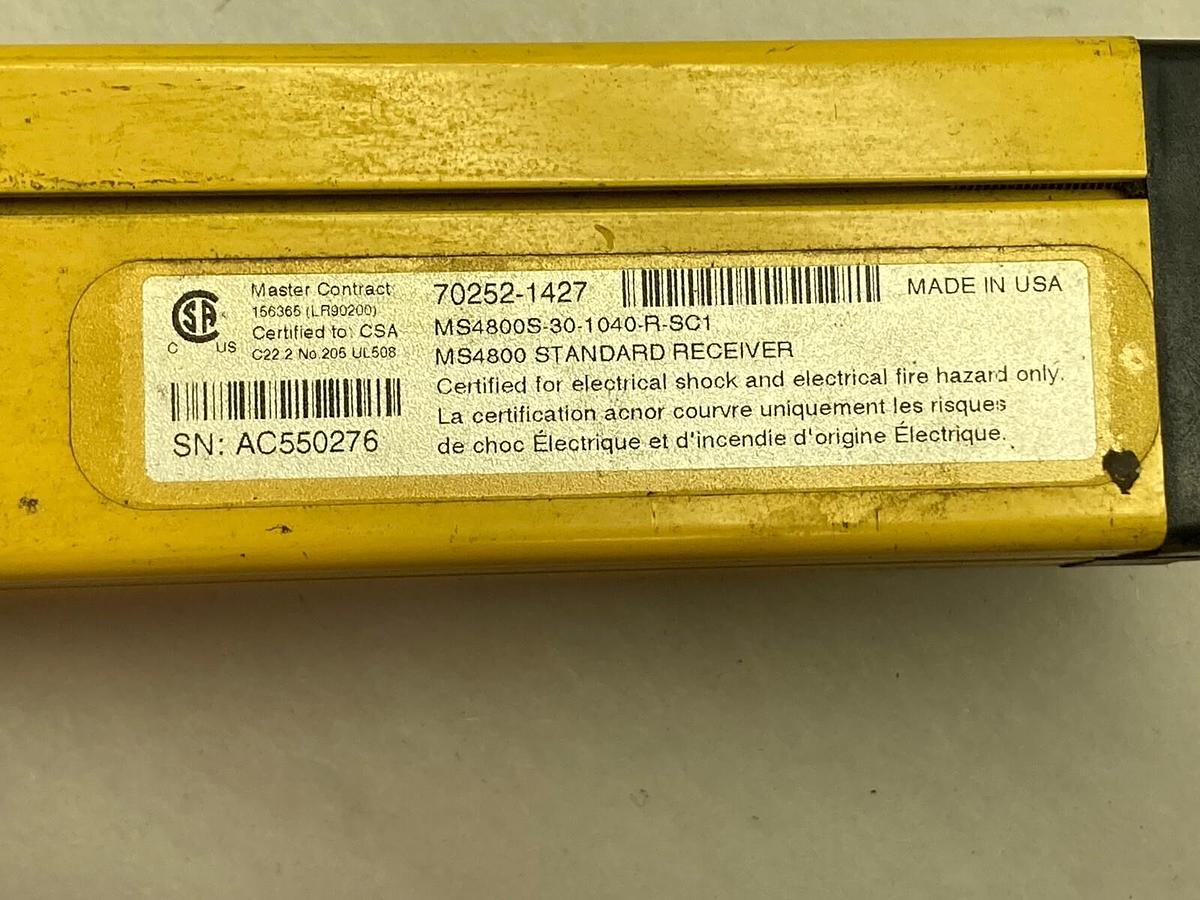 Master Contract
156365 (LR90200)
Certified to: CSA
C22.2 No.205 UL508
CSA
C US
SN: AC550276
70252-1427
MADE IN USA
MS4800S-30-1040-R-SC1
MS4800 STANDARD RECEIVER
Certified for electrical shock and electrical fire hazard only.
La certification acnor courvre uniquement les risques
de choc Électrique et d'incendie d'origine Électrique.